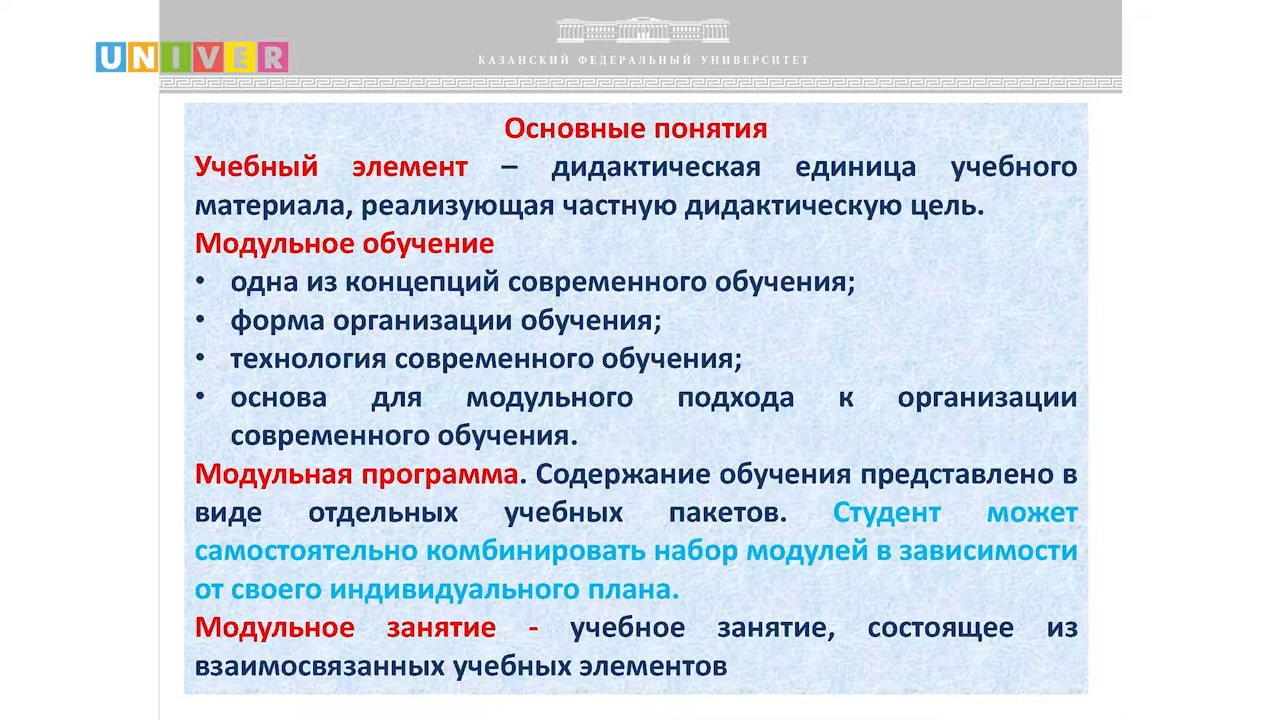 UNIVER
КАЗАНСКИЙ ФЕДЕРАЛЬНЫЙ УНИВЕРСИТЕТ
Основные понятия
Учебный элемент – дидактическая единица учебного
материала, реализующая частную дидактическую цель.
Модульное обучение
• одна из концепций современного обучения;
• форма организации обучения;
• технология современного обучения;
• основа для модульного подхода к организации
современного обучения.
Модульная программа. Содержание обучения представлено в
виде отдельных учебных пакетов. Студент может
самостоятельно комбинировать набор модулей в зависимости
от своего индивидуального плана.
Модульное занятие - учебное занятие, состоящее из
взаимосвязанных учебных элементов